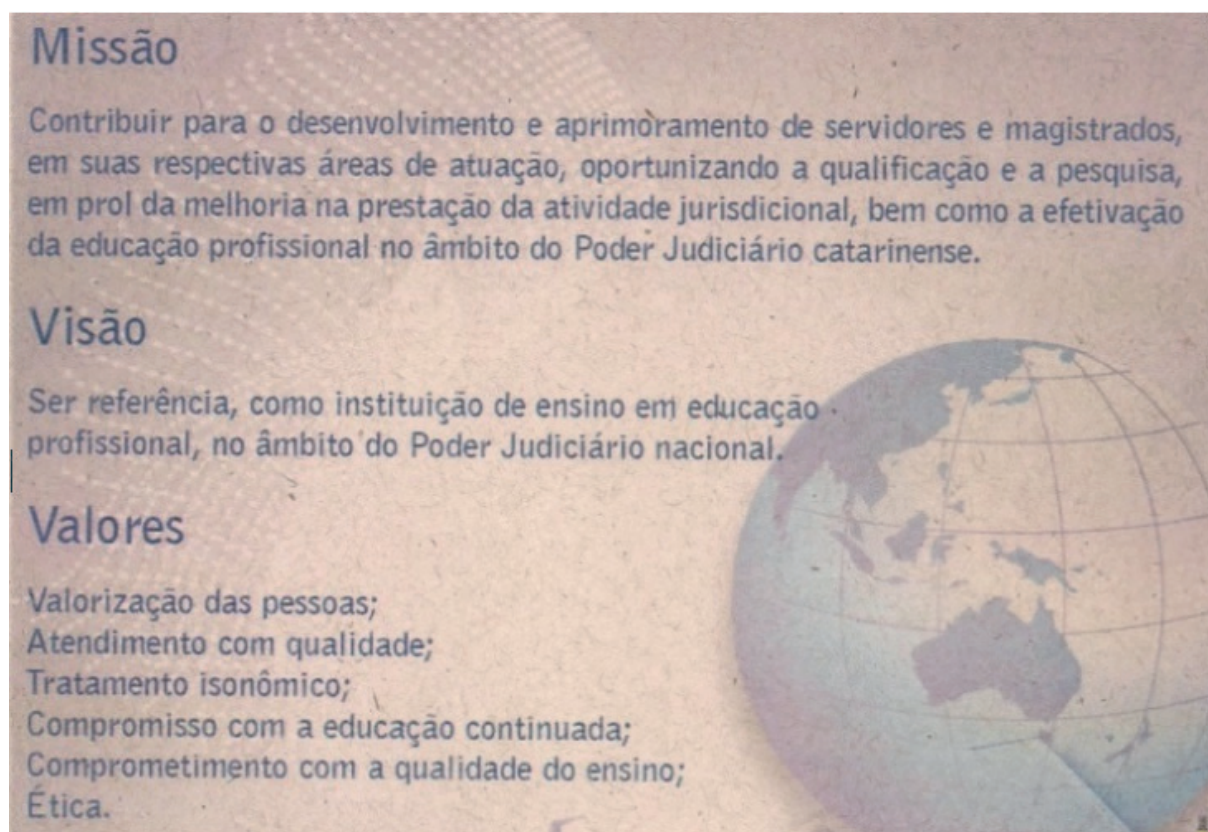 Missão
Contribuir para o desenvolvimento e aprimoramento de servidores e magistrados,
em suas respectivas áreas de atuação, oportunizando a qualificação e a pesquisa,
em prol da melhoria na prestação da atividade jurisdicional, bem como a efetivação
da educação profissional no âmbito do Poder Judiciário catarinense.
Visão
Ser referência, como instituição de ensino em educação
profissional, no âmbito do Poder Judiciário nacional.
Valores
Valorização das pessoas;
Atendimento com qualidade;
Tratamento isonômico;
Compromisso com a educação continuada;
Comprometimento com a qualidade do ensino;
Ética.